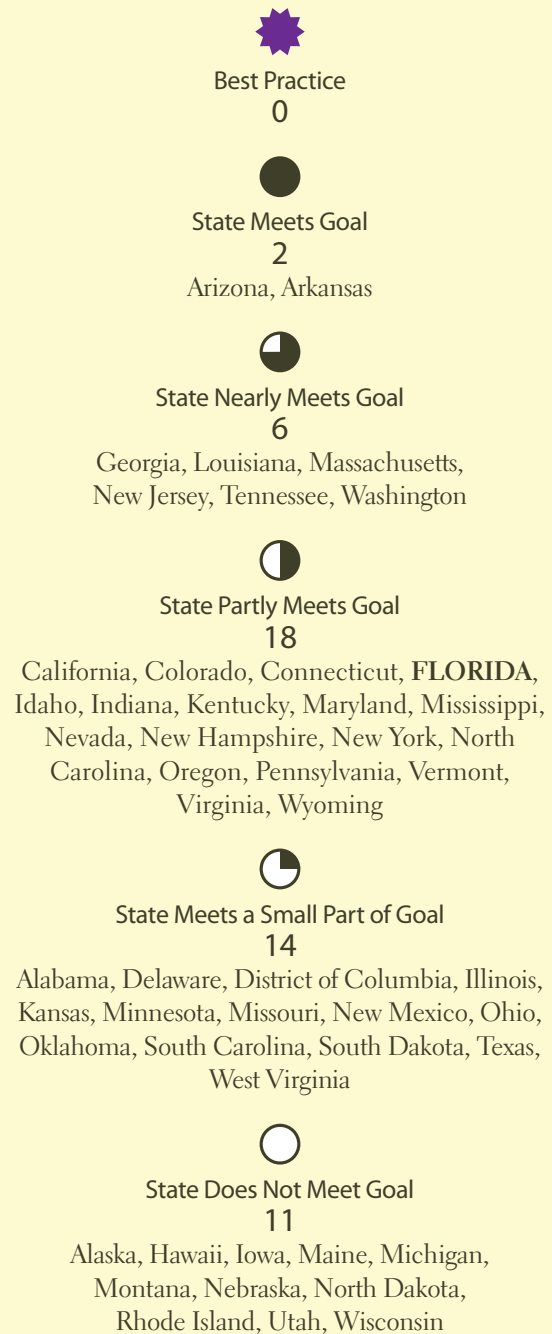 Best Practice
0
State Meets Goal
2
Arizona, Arkansas
State Nearly Meets Goal
6
Georgia, Louisiana, Massachusetts,
New Jersey, Tennessee, Washington
State Partly Meets Goal
18
California, Colorado, Connecticut, FLORIDA,
Idaho, Indiana, Kentucky, Maryland, Mississippi,
Nevada, New Hampshire, New York, North
Carolina, Oregon, Pennsylvania, Vermont,
Virginia, Wyoming
State Meets a Small Part of Goal
14
Alabama, Delaware, District of Columbia, Illinois,
Kansas, Minnesota, Missouri, New Mexico, Ohio,
Oklahoma, South Carolina, South Dakota, Texas,
West Virginia
State Does Not Meet Goal
11
Alaska, Hawaii, Iowa, Maine, Michigan,
Montana, Nebraska, North Dakota,
Rhode Island, Utah, Wisconsin